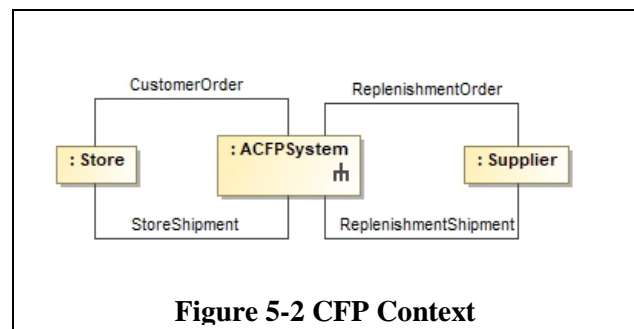 CustomerOrder
ReplenishmentOrder
: Store
: ACFPSystem
: Supplier
StoreShipment
ReplenishmentShipment
Figure 5-2 CFP Context